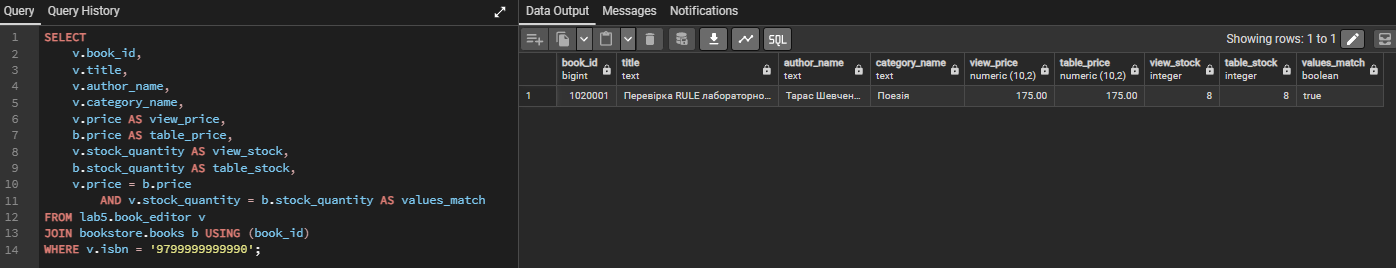 Query Query History
Data Output Messages Notifications
SQL
Showing rows: 1 to 1
1 SELECT
2 v.book_id,
3 v.title,
4 v.author_name,
5 v.category_name,
6 v.price AS view_price,
7 b.price AS table_price,
8 v.stock_quantity AS view_stock,
9 b.stock_quantity AS table_stock,
10 v.price = b.price
11 AND v.stock_quantity = b.stock_quantity AS values_match
12 FROM lab5.book_editor v
13 JOIN bookstore.books b USING (book_id)
14 WHERE v.isbn = '9799999999990';
book_id title author_name category_name view_price table_price view_stock table_stock values_match
bigint text text text numeric (10,2) numeric (10,2) integer integer boolean
1 1020001 Перевірка RULE лабораторно... Тарас Шевчен... Поезія 175.00 175.00 8 8 true